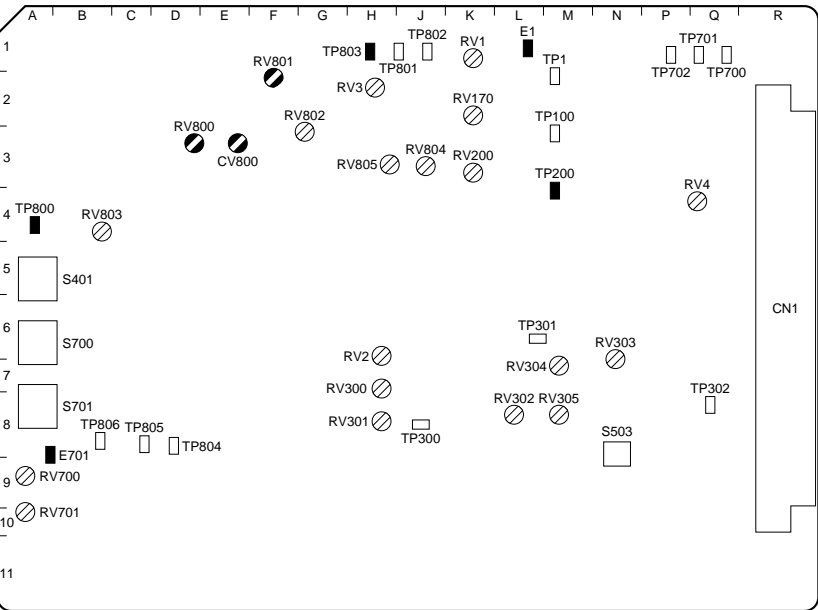 A B C D E F G H J K L M N P Q R
1
TP803
TP802
TP801
RV1
E1
TP1
TP701
TP702
TP700
RV801
2
RV3
RV802
RV170
TP100
3
RV800
CV800
RV805
RV804
RV200
TP200
4
TP800
RV803
RV4
5
S401
CN1
6
S700
RV2
TP301
RV304
RV303
7
RV300
8
S701
RV301
TP300
RV302
RV305
TP302
S503
TP806
TP805
TP804
E701
9
RV700
10
RV701
11